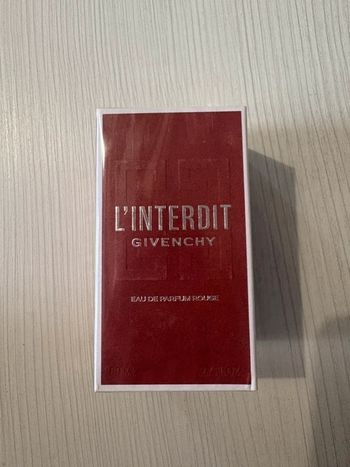 L'INTERDIT
GIVENCHY
EAU DE PARFUM ROUGE